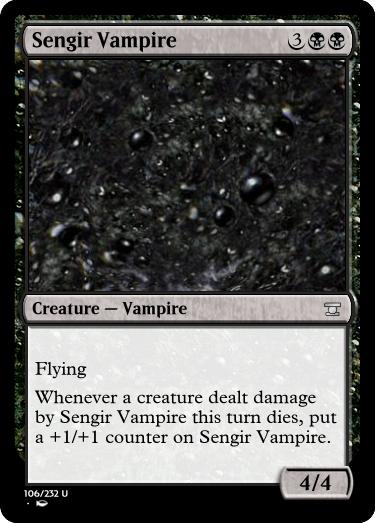 Sengir Vampire 3
Creature — Vampire
Flying
Whenever a creature dealt damage
by Sengir Vampire this turn dies, put
a +1/+1 counter on Sengir Vampire.
4/4
106/232 U